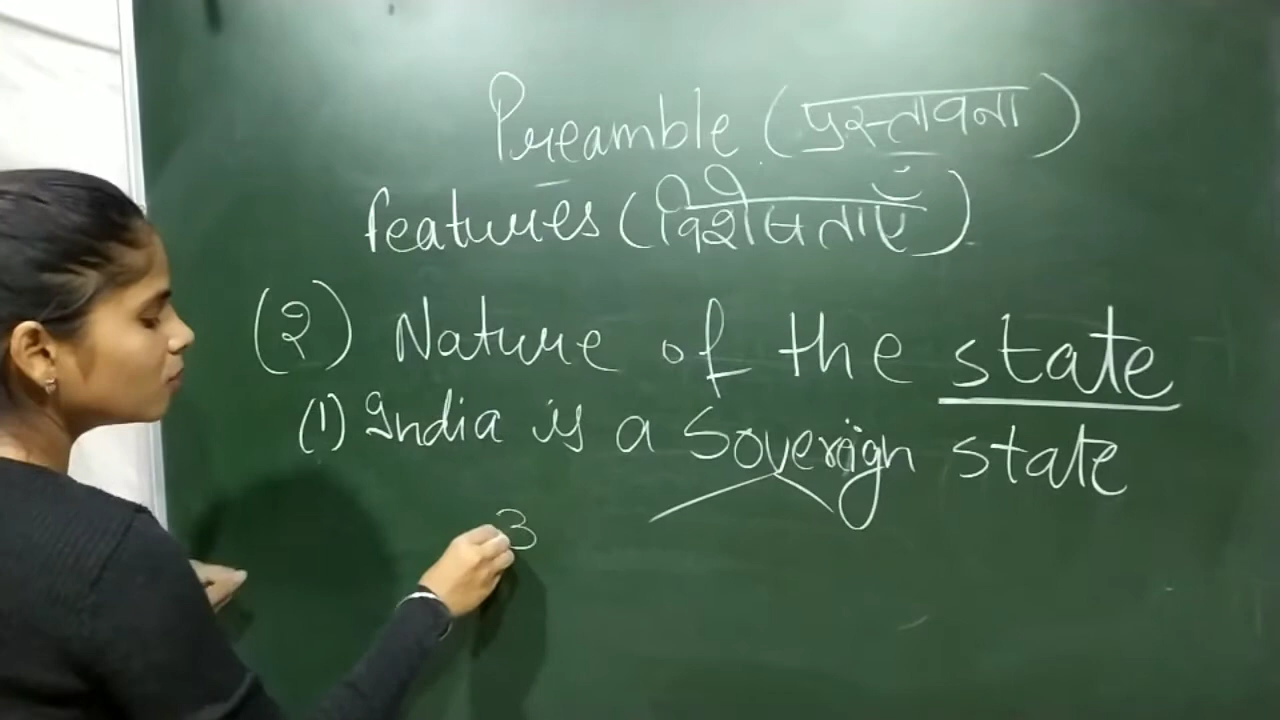 Preamble (प्रस्तावना)
features (विशेषताएँ)
(२) Nature of the state
(1) India is a Sovereign state
3